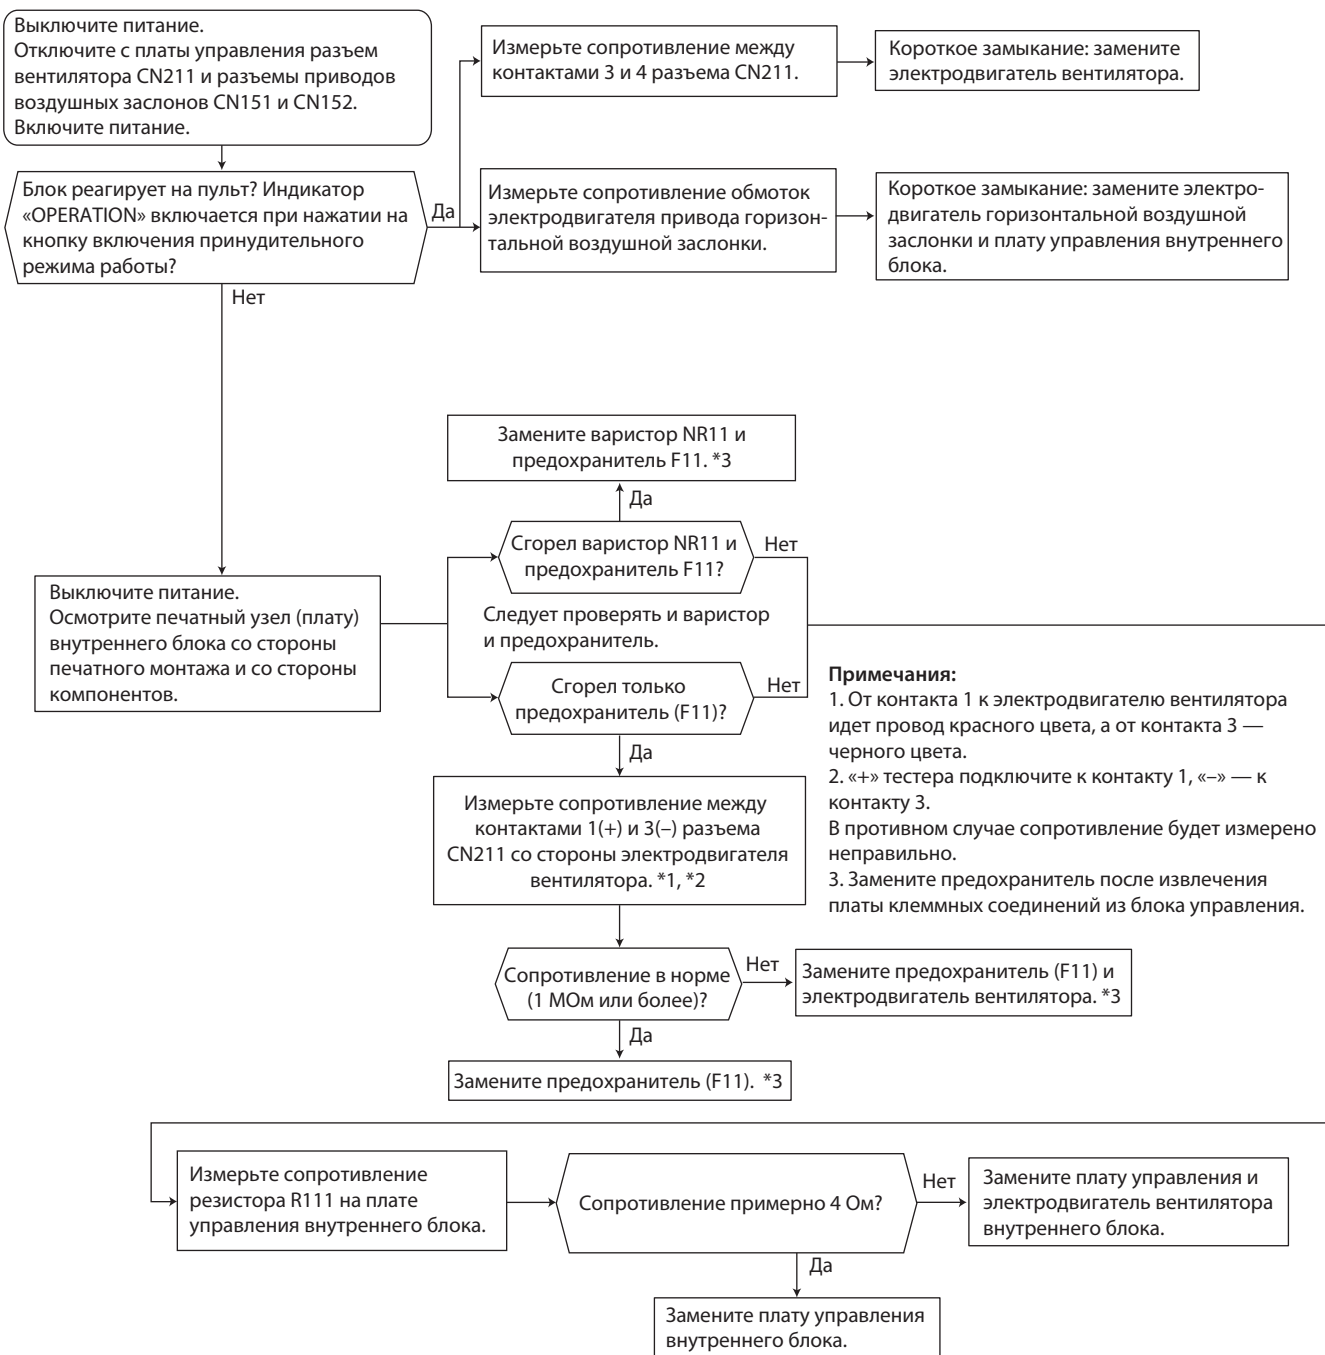 Выключите питание.
Отключите с платы управления разъем
вентилятора CN211 и разъемы приводов
воздушных заслонов CN151 и CN152.
Включите питание.
Измерьте сопротивление между
контактами 3 и 4 разъема CN211.
Короткое замыкание: замените
электродвигатель вентилятора.
Блок реагирует на пульт? Индикатор
«OPERATION» включается при нажатии на
кнопку включения принудительного
режима работы?
Да
Измерьте сопротивление обмоток
электродвигателя привода горизон-
тальной воздушной заслонки.
Короткое замыкание: замените электро-
двигатель горизонтальной воздушной
заслонки и плату управления внутреннего
блока.
Нет
Замените варистор NR11 и
предохранитель F11. *3
Да
Сгорел варистор NR11 и
предохранитель F11?
Нет
Выключите питание.
Осмотрите печатный узел (плату)
внутреннего блока со стороны
печатного монтажа и со стороны
компонентов.
Следует проверять и варистор
и предохранитель.
Сгорел только
предохранитель (F11)?
Нет
Да
Примечания:
1. От контакта 1 к электродвигателю вентилятора
идет провод красного цвета, а от контакта 3 —
черного цвета.
2. «+» тестера подключите к контакту 1, «–» — к
контакту 3.
В противном случае сопротивление будет измерено
неправильно.
3. Замените предохранитель после извлечения
платы клеммных соединений из блока управления.
Измерьте сопротивление между
контактами 1(+) и 3(–) разъема
CN211 со стороны электродвигателя
вентилятора. *1, *2
Сопротивление в норме
(1 МОм или более)?
Нет
Замените предохранитель (F11) и
электродвигатель вентилятора. *3
Да
Замените предохранитель (F11). *3
Измерьте сопротивление
резистора R111 на плате
управления внутреннего блока.
Сопротивление примерно 4 Ом?
Нет
Замените плату управления и
электродвигатель вентилятора
внутреннего блока.
Да
Замените плату управления
внутреннего блока.